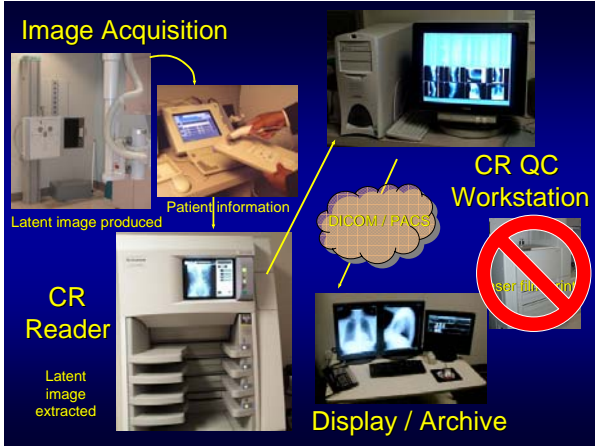 Image Acquisition
Latent image produced
Patient information
CR QC
Workstation
DICOM / PACS
CR
Reader
Latent
image
extracted
Display / Archive